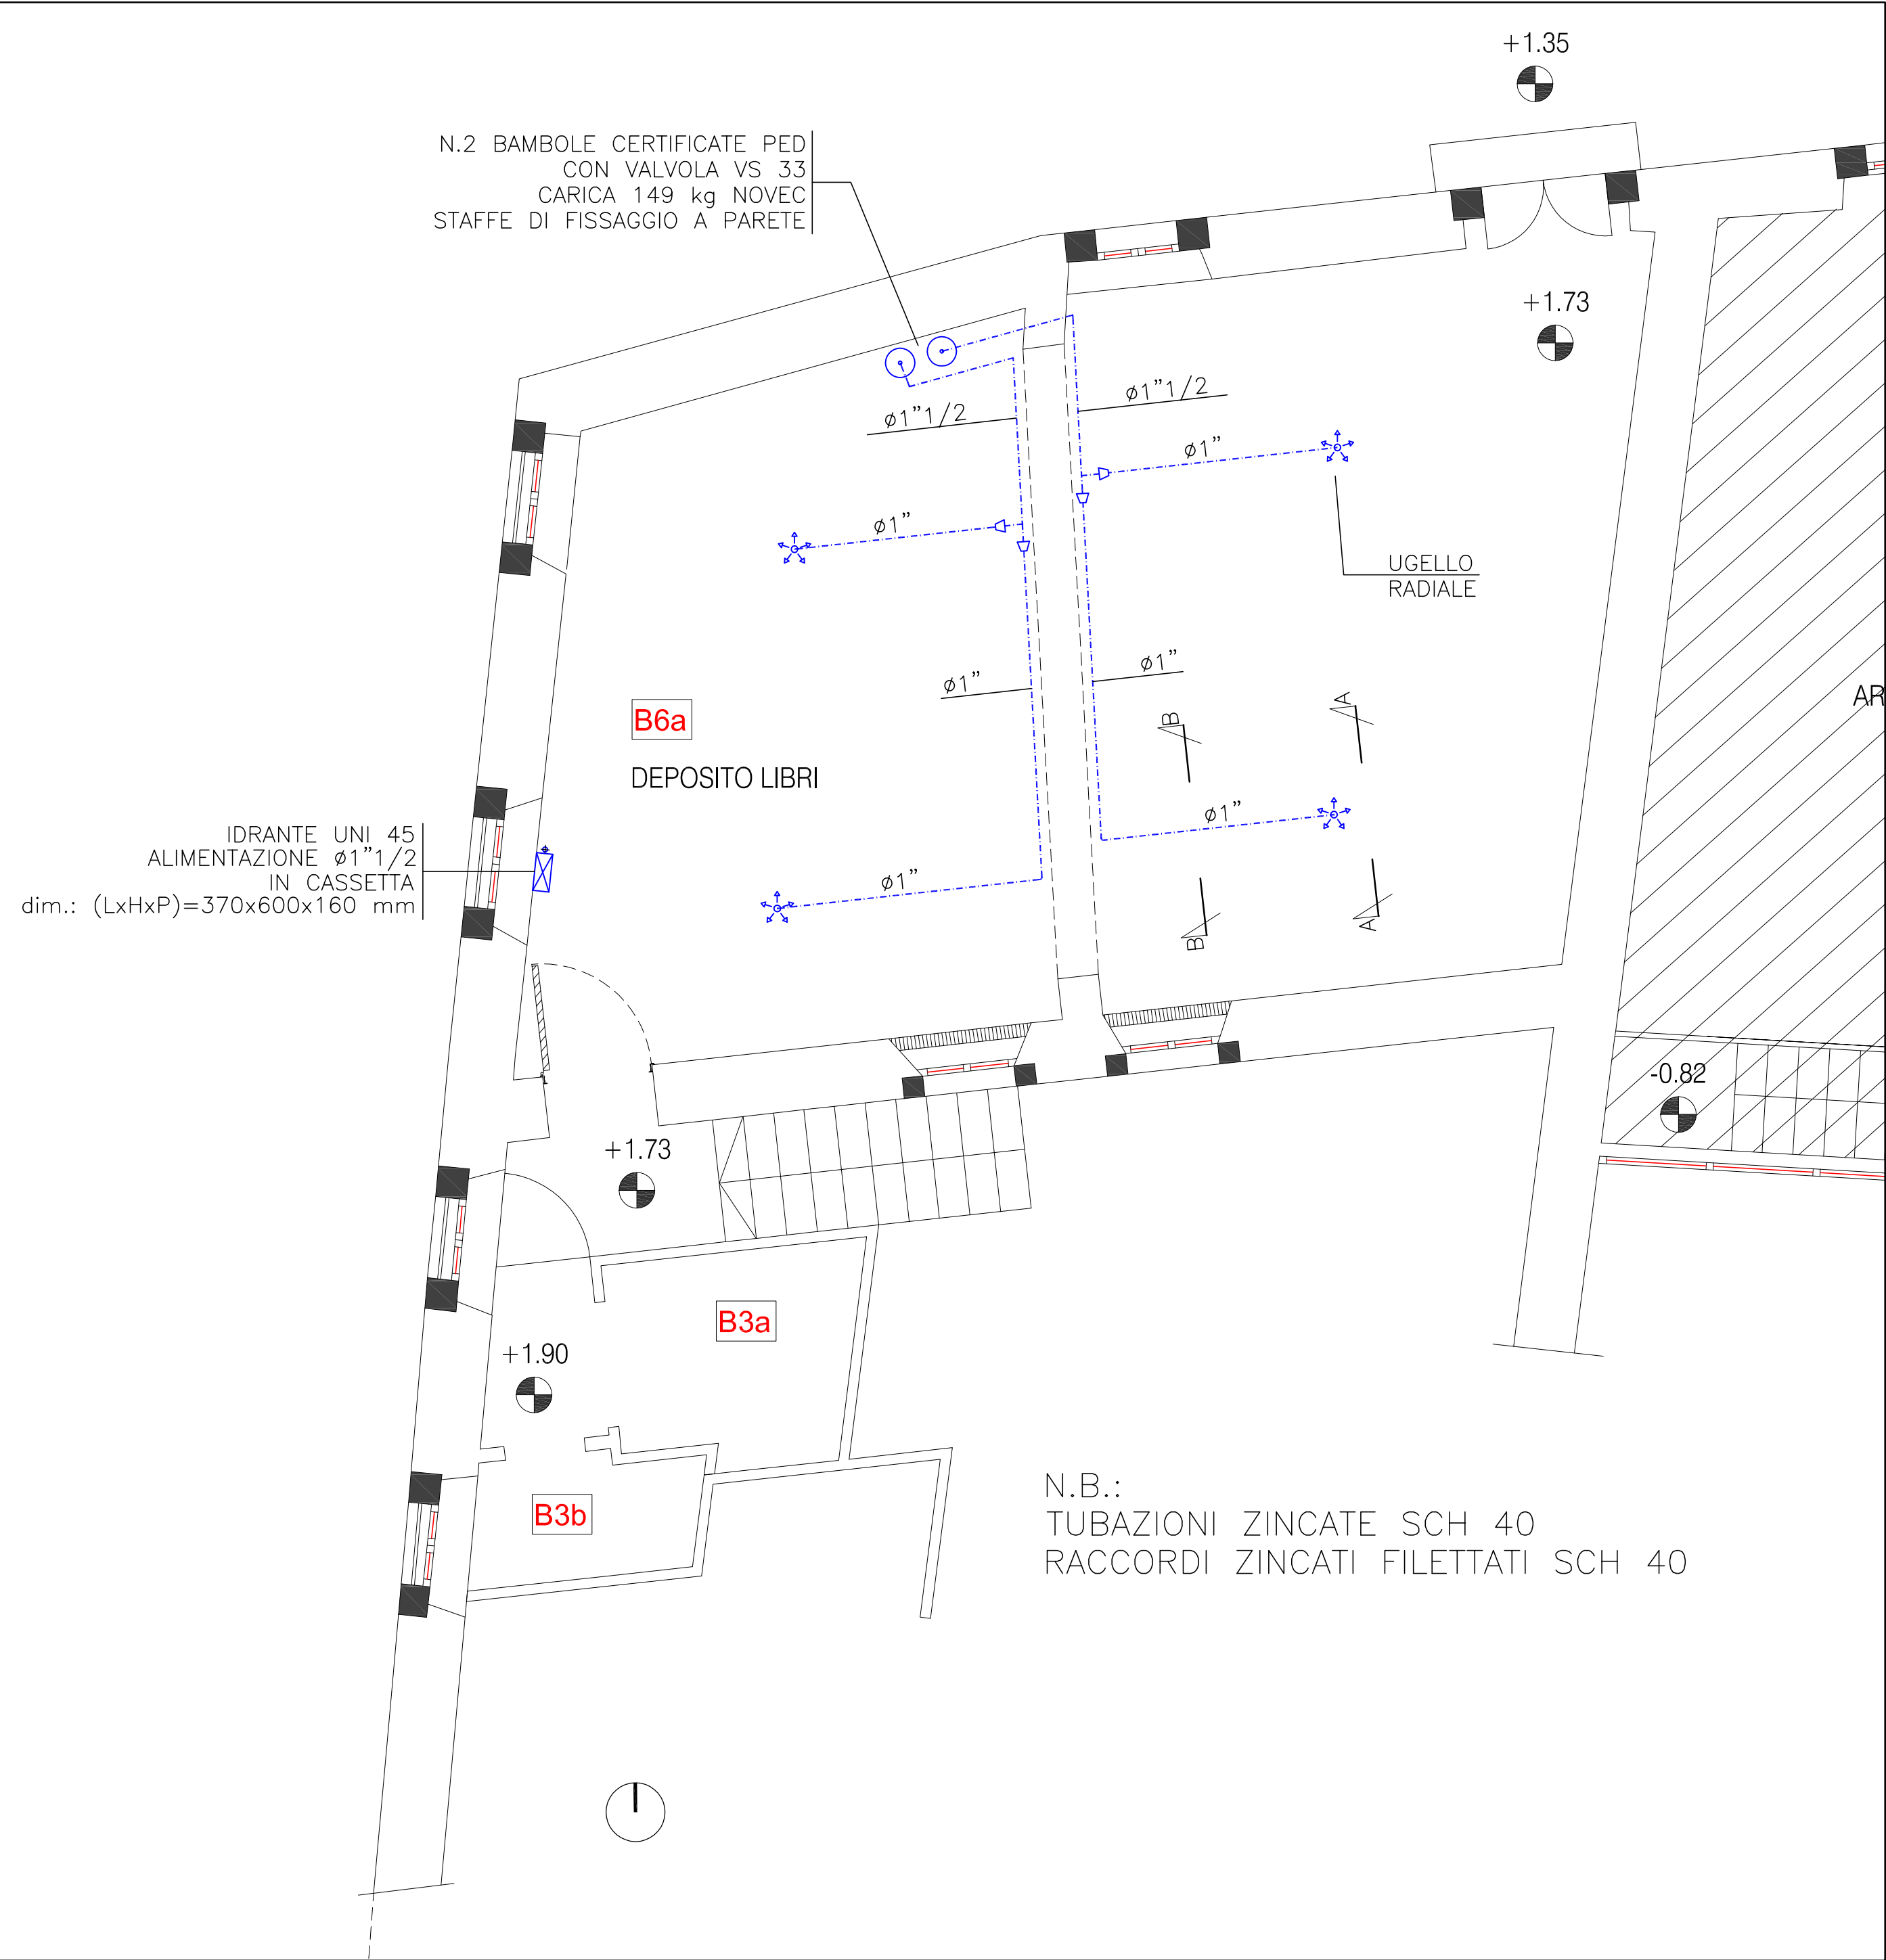 +1.35
N.2 BAMBOLE CERTIFICATE PED
CON VALVOLA VS 33
CARICA 149 kg NOVEC
STAFFE DI FISSAGGIO A PARETE
+1.73
ø1"1/2
ø1"1/2
ø1"
ø1"
UGELLO
RADIALE
ø1"
ø1"
B6a
DEPOSITO LIBRI
B
A
ø1"
IDRANTE UNI 45
ALIMENTAZIONE ø1"1/2
IN CASSETTA
dim.: (LxHxP)=370x600x160 mm
ø1"
B
A
AR
-0.82
+1.73
B3a
+1.90
B3b
N.B.:
TUBAZIONI ZINCATE SCH 40
RACCORDI ZINCATI FILETTATI SCH 40